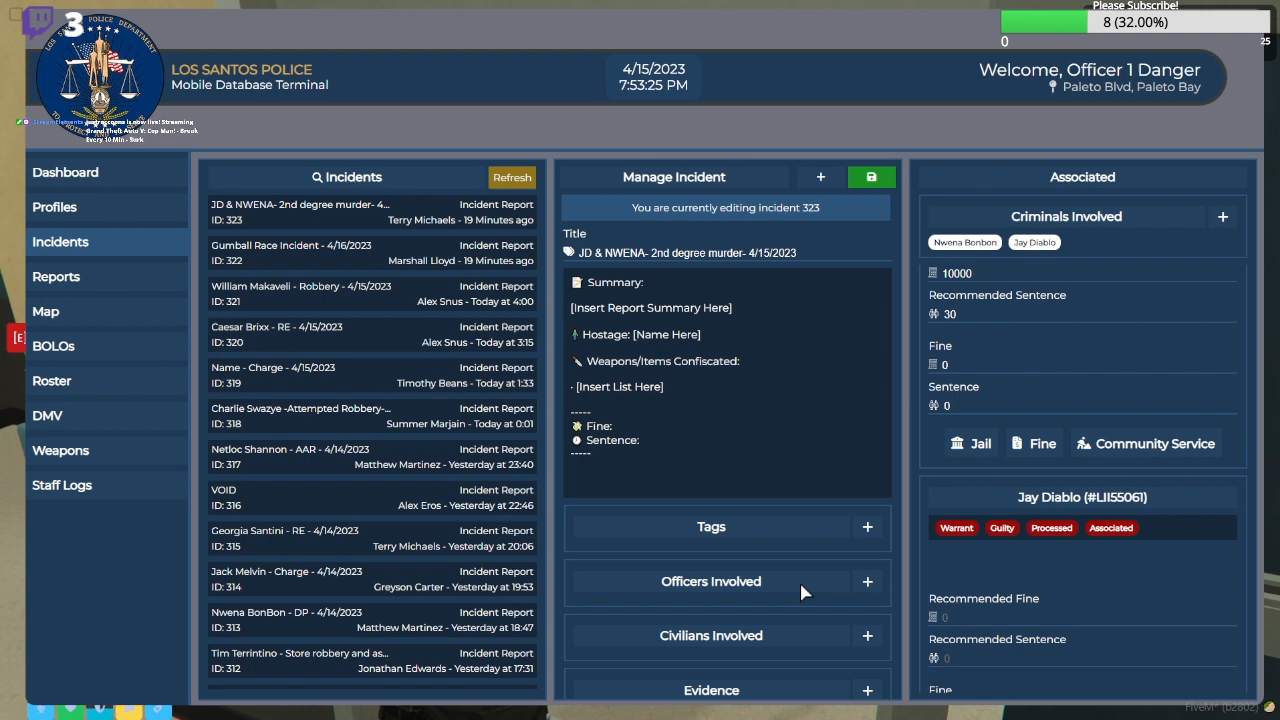 Please Subscribe!
8 (32.00%)
0
25
3
LOS SANTOS POLICE
Mobile Database Terminal
4/15/2023
7:53:25 PM
Welcome, Officer 1 Danger
Paleto Blvd, Paleto Bay
Grand Theft Auto V: Cop Man! - Break
Dashboard
Profiles
Incidents
Reports
Map
BOLOs
Roster
DMV
Weapons
Staff Logs
[E]
Incidents
Refresh
JD & NWENA- 2nd degree murder- 4... Incident Report
ID: 323 Terry Michaels - 19 Minutes ago
Gumball Race Incident - 4/16/2023 Incident Report
ID: 322 Marshall Lloyd - 19 Minutes ago
William Makaveli - Robbery - 4/15/2023 Incident Report
ID: 321 Alex Snus - Today at 4:00
Caesar Brixx - RE - 4/15/2023 Incident Report
ID: 320 Alex Snus - Today at 3:15
Name - Charge - 4/15/2023 Incident Report
ID: 319 Timothy Beans - Today at 1:33
Charlie Swazye -Attempted Robbery-... Incident Report
ID: 318 Summer Marjain - Today at 0:01
Netloc Shannon - AAR - 4/14/2023 Incident Report
ID: 317 Matthew Martinez - Yesterday at 23:40
VOID Incident Report
ID: 316 Alex Eros - Yesterday at 22:46
Georgia Santini - RE - 4/14/2023 Incident Report
ID: 315 Terry Michaels - Yesterday at 20:06
Jack Melvin - Charge - 4/14/2023 Incident Report
ID: 314 Greyson Carter - Yesterday at 19:53
Nwena BonBon - DP - 4/14/2023 Incident Report
ID: 313 Matthew Martinez - Yesterday at 18:47
Tim Terrintino - Store robbery and as... Incident Report
ID: 312 Jonathan Edwards - Yesterday at 17:31
Manage Incident
+
You are currently editing incident 323
Title
JD & NWENA- 2nd degree murder- 4/15/2023
Summary:
[Insert Report Summary Here]
Hostage: [Name Here]
Weapons/Items Confiscated:
· [Insert List Here]
-----
Fine:
Sentence:
-----
Tags +
Officers Involved +
Civilians Involved +
Evidence +
Associated
Criminals Involved +
Nwena Bonbon Jay Diablo
10000
Recommended Sentence
30
Fine
0
Sentence
0
Jail Fine Community Service
Jay Diablo (#LII55061)
Warrant Guilty Processed Associated
Recommended Fine
0
Recommended Sentence
0
Fine
FiveM* (b2802)